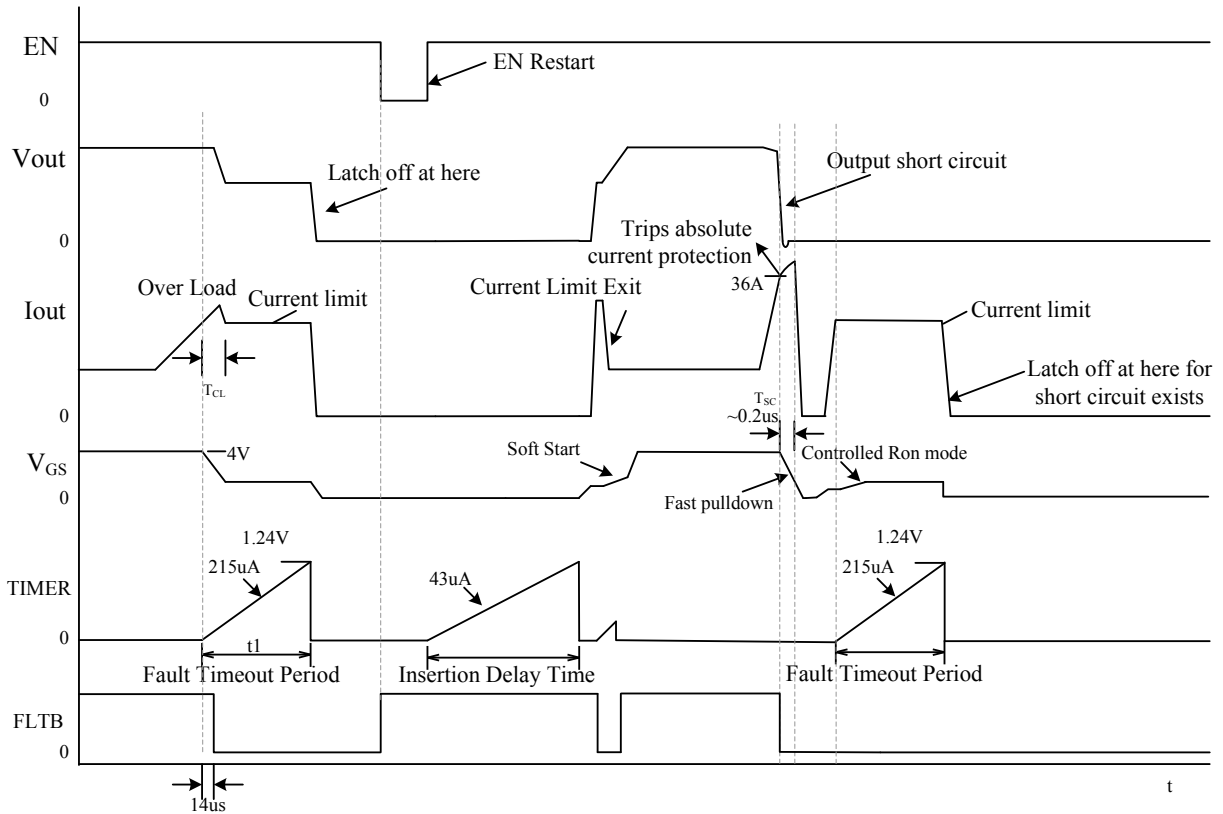 EN
EN Restart
0
Vout
Latch off at here
Output short circuit
0
Trips absolute
current protection
36A
Over Load
Current limit
Current Limit Exit
Iout
Current limit
TCL
Latch off at here for
short circuit exists
0
TSC
~0.2us
Soft Start
Controlled Ron mode
VGS
4V
0
Fast pulldown
1.24V
1.24V
215uA
43uA
215uA
TIMER
0
t1
Fault Timeout Period
Insertion Delay Time
Fault Timeout Period
FLTB
0
14us
t